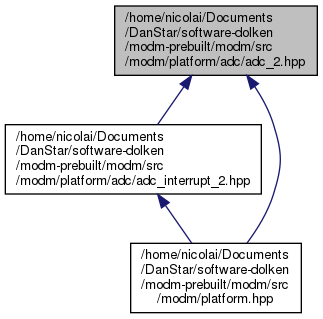 /home/nicolai/Documents
/DanStar/software-dolken
/modm-prebuilt/modm/src
/modm/platform/adc/adc_2.hpp
/home/nicolai/Documents
/DanStar/software-dolken
/modm-prebuilt/modm/src
/modm/platform/adc/adc_interrupt_2.hpp
/home/nicolai/Documents
/DanStar/software-dolken
/modm-prebuilt/modm/src
/modm/platform.hpp